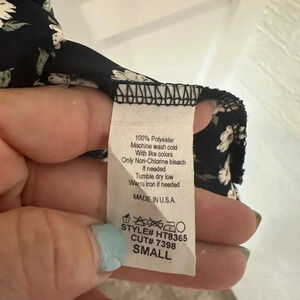 100% Polyester
Machine wash cold
With like colors
Only Non-Chlorine bleach
if needed
Tumble dry low
Warm iron if needed
MADE IN U.S.A.
STYLE# HT8365
CUT# 7398
SMALL